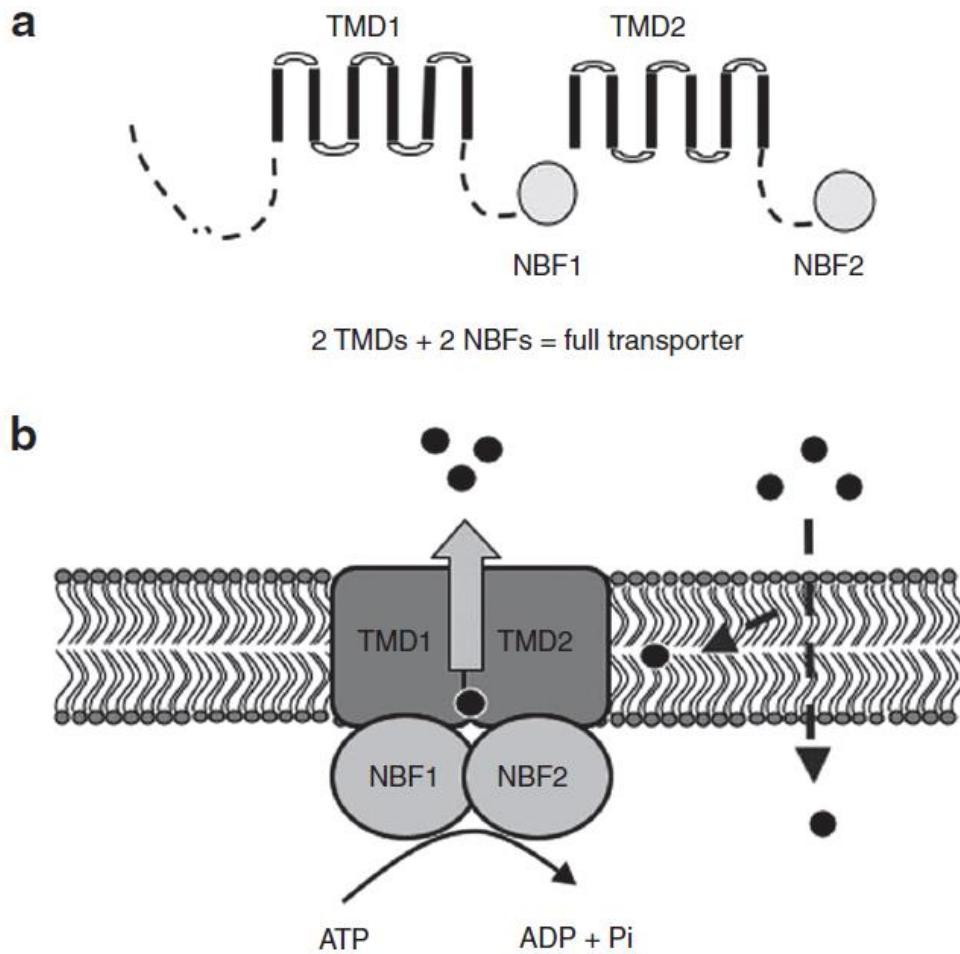 a
TMD1 TMD2
NBF1 NBF2
2 TMDs + 2 NBFs = full transporter
b
TMD1 TMD2
NBF1 NBF2
ATP ADP + Pi